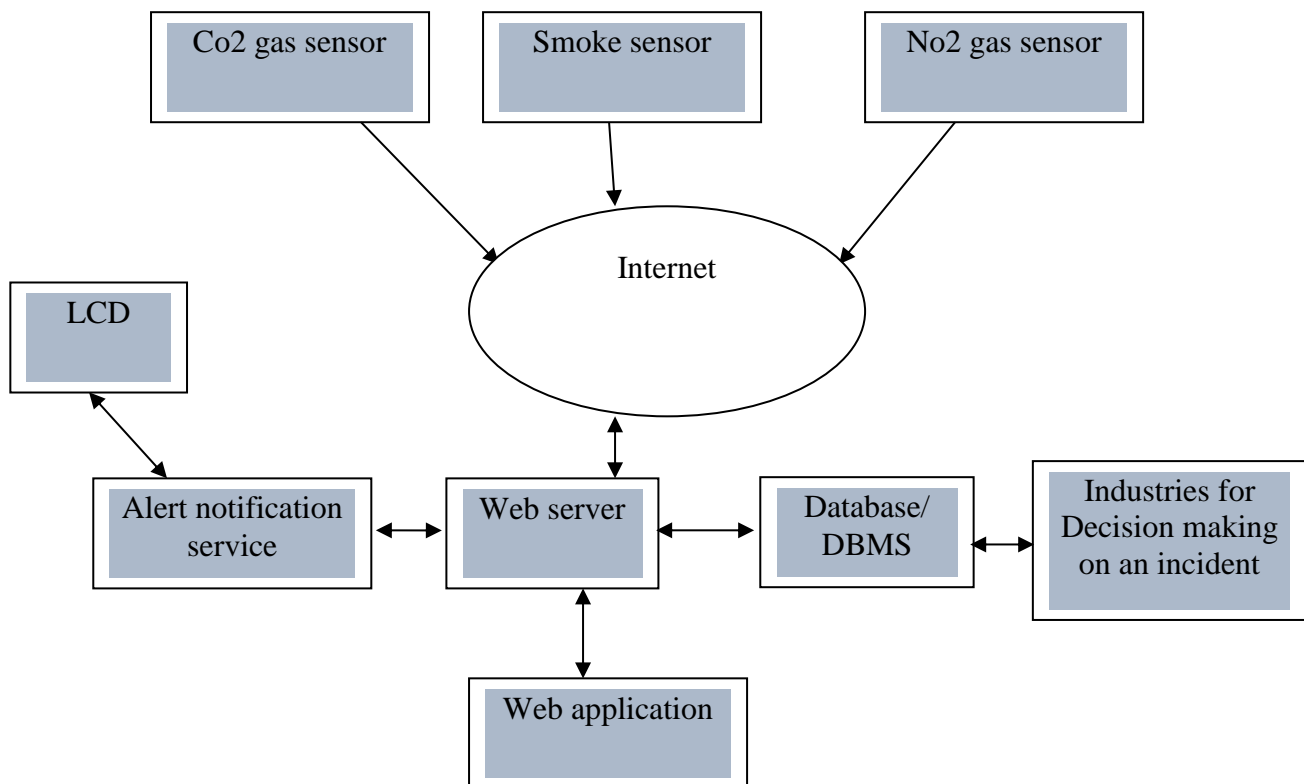 Co2 gas sensor
Smoke sensor
No2 gas sensor
Internet
LCD
Alert notification
service
Web server
Database/
DBMS
Industries for
Decision making
on an incident
Web application